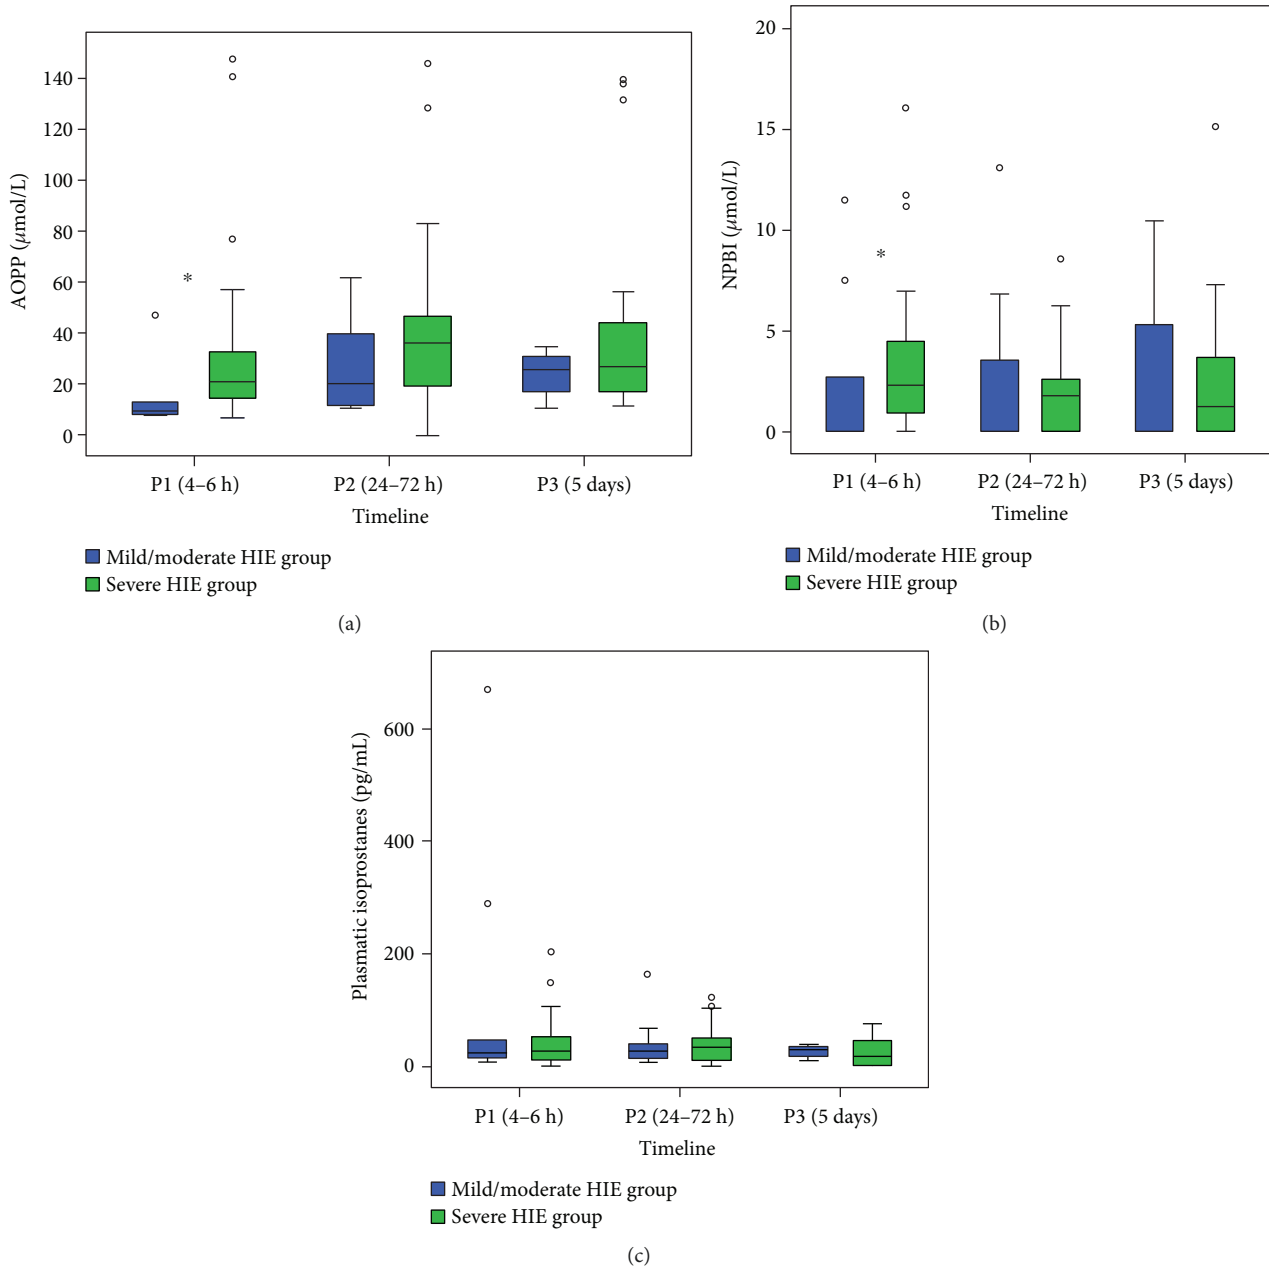 140
120
100
80
60
40
20
0
AOPP (μmol/L)
*
P1 (4–6 h)
P2 (24–72 h)
P3 (5 days)
Timeline
Mild/moderate HIE group
Severe HIE group
(a)
20
15
10
5
0
NPBI (μmol/L)
*
P1 (4–6 h)
P2 (24–72 h)
P3 (5 days)
Timeline
Mild/moderate HIE group
Severe HIE group
(b)
600
400
200
0
Plasmatic isoprostanes (pg/mL)
P1 (4–6 h)
P2 (24–72 h)
P3 (5 days)
Timeline
Mild/moderate HIE group
Severe HIE group
(c)